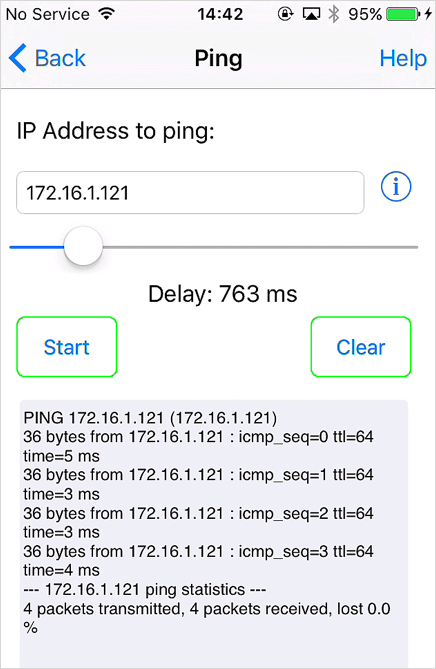 No Service 14:42 95%
Back Ping Help
IP Address to ping:
172.16.1.121 i
Delay: 763 ms
Start Clear
PING 172.16.1.121 (172.16.1.121)
36 bytes from 172.16.1.121 : icmp_seq=0 ttl=64
time=5 ms
36 bytes from 172.16.1.121 : icmp_seq=1 ttl=64
time=3 ms
36 bytes from 172.16.1.121 : icmp_seq=2 ttl=64
time=3 ms
36 bytes from 172.16.1.121 : icmp_seq=3 ttl=64
time=4 ms
--- 172.16.1.121 ping statistics ---
4 packets transmitted, 4 packets received, lost 0.0
%